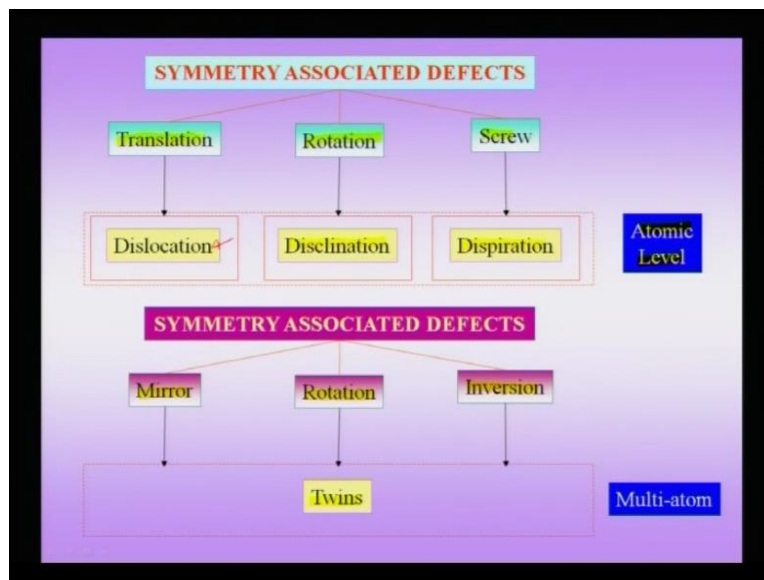 SYMMETRY ASSOCIATED DEFECTS
Translation
Rotation
Screw
Dislocation
Disclination
Dispiration
Atomic
Level
SYMMETRY ASSOCIATED DEFECTS
Mirror
Rotation
Inversion
Twins
Multi-atom